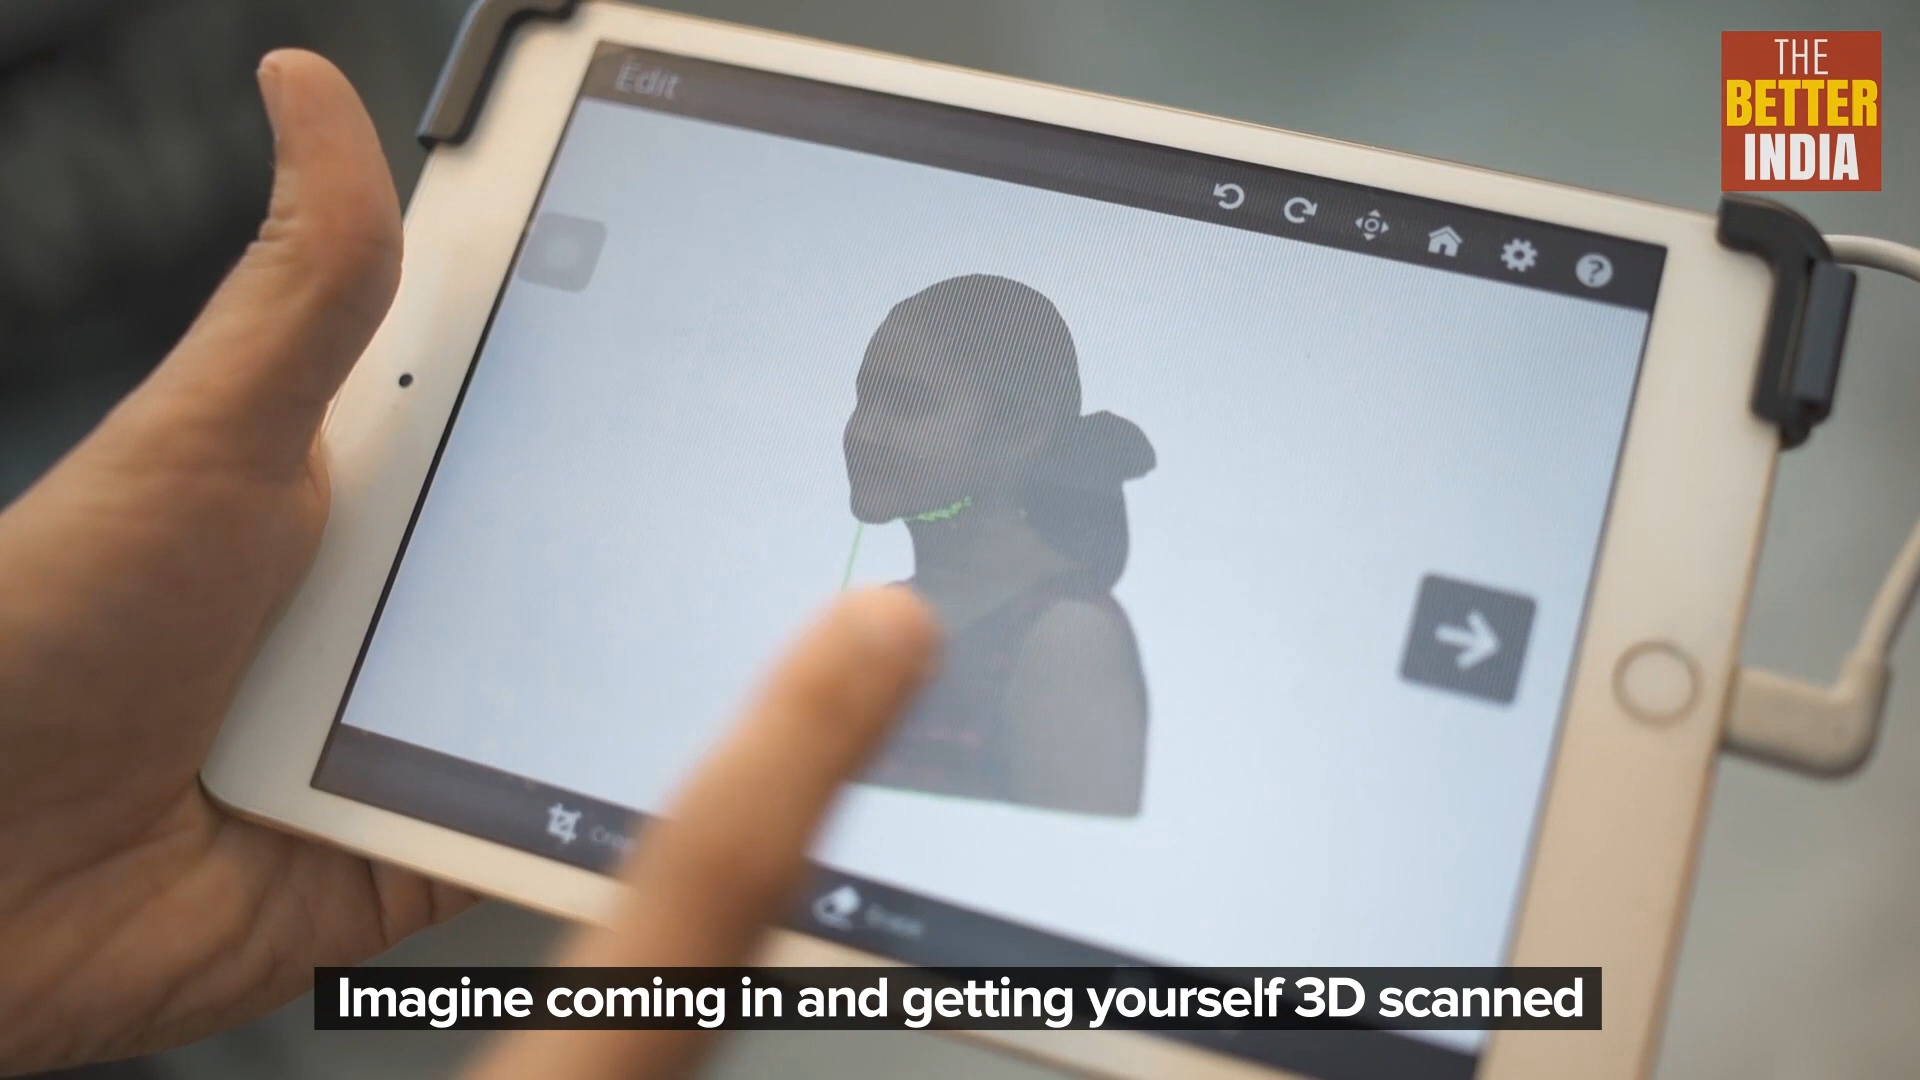 THE
BETTER
INDIA
Edit
Imagine coming in and getting yourself 3D scanned